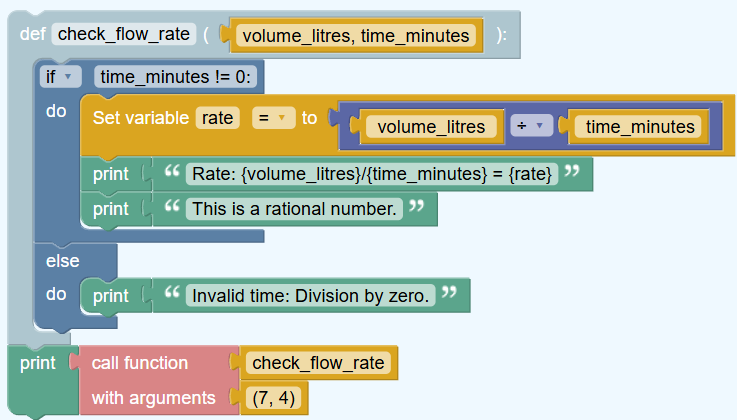 def check_flow_rate ( volume_litres, time_minutes ):
if time_minutes != 0:
do Set variable rate = to volume_litres ÷ time_minutes
print “ Rate: {volume_litres}/{time_minutes} = {rate} ”
print “ This is a rational number. ”
else
do print “ Invalid time: Division by zero. ”
print call function check_flow_rate
with arguments (7, 4)